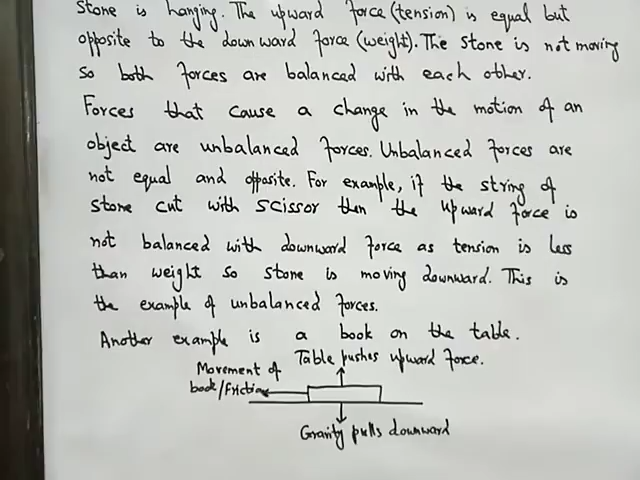 Stone is hanging. The upward force (tension) is equal but
opposite to the downward force (weight). The stone is not moving
so both forces are balanced with each other.
Forces that cause a change in the motion of an
object are unbalanced forces. Unbalanced forces are
not equal and opposite. For example, if the string of
stone cut with scissor then the upward force is
not balanced with downward force as tension is less
than weight so stone is moving downward. This is
the example of unbalanced forces.
Another example is a book on the table.
Table pushes upward force.
Movement of
book/friction
Gravity pulls downward